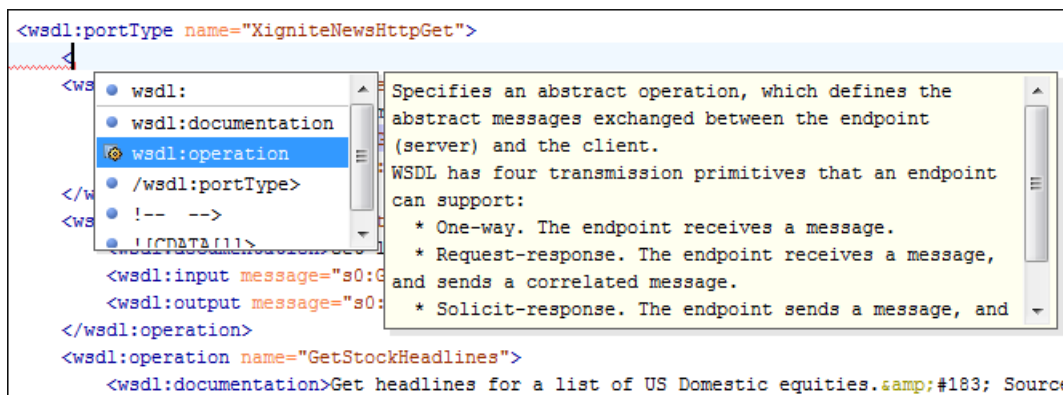 <wsdl:portType name="XigniteNewsHttpGet">
<
<ws
wsdl:
wsdl:documentation
wsdl:operation
/wsdl:portType>
!-- -->
![CDATA[]]>
Specifies an abstract operation, which defines the
abstract messages exchanged between the endpoint
(server) and the client.
WSDL has four transmission primitives that an endpoint
can support:
* One-way. The endpoint receives a message.
* Request-response. The endpoint receives a message,
and sends a correlated message.
* Solicit-response. The endpoint sends a message, and
</w
<ws
<wsdl:input message="s0:G
<wsdl:output message="s0:
</wsdl:operation>
<wsdl:operation name="GetStockHeadlines">
<wsdl:documentation>Get headlines for a list of US Domestic equities.&amp;#183; Source